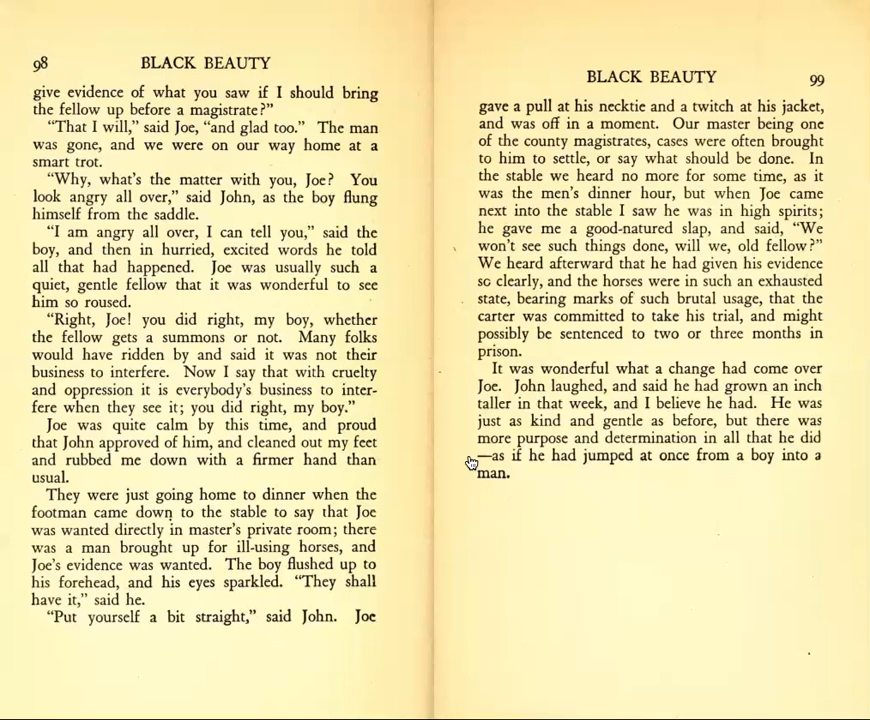 98
BLACK BEAUTY
give evidence of what you saw if I should bring
the fellow up before a magistrate?”
“That I will,” said Joe, “and glad too.” The man
was gone, and we were on our way home at a
smart trot.
“Why, what’s the matter with you, Joe? You
look angry all over,” said John, as the boy flung
himself from the saddle.
“I am angry all over, I can tell you,” said the
boy, and then in hurried, excited words he told
all that had happened. Joe was usually such a
quiet, gentle fellow that it was wonderful to see
him so roused.
“Right, Joe! you did right, my boy, whether
the fellow gets a summons or not. Many folks
would have ridden by and said it was not their
business to interfere. Now I say that with cruelty
and oppression it is everybody’s business to inter-
fere when they see it; you did right, my boy.”
Joe was quite calm by this time, and proud
that John approved of him, and cleaned out my feet
and rubbed me down with a firmer hand than
usual.
They were just going home to dinner when the
footman came down to the stable to say that Joe
was wanted directly in master’s private room; there
was a man brought up for ill-using horses, and
Joe’s evidence was wanted. The boy flushed up to
his forehead, and his eyes sparkled. “They shall
have it,” said he.
“Put yourself a bit straight,” said John. Joe
BLACK BEAUTY
99
gave a pull at his necktie and a twitch at his jacket,
and was off in a moment. Our master being one
of the county magistrates, cases were often brought
to him to settle, or say what should be done. In
the stable we heard no more for some time, as it
was the men’s dinner hour, but when Joe came
next into the stable I saw he was in high spirits;
he gave me a good-natured slap, and said, “We
won’t see such things done, will we, old fellow?”
We heard afterward that he had given his evidence
so clearly, and the horses were in such an exhausted
state, bearing marks of such brutal usage, that the
carter was committed to take his trial, and might
possibly be sentenced to two or three months in
prison.
It was wonderful what a change had come over
Joe. John laughed, and said he had grown an inch
taller in that week, and I believe he had. He was
just as kind and gentle as before, but there was
more purpose and determination in all that he did
—as if he had jumped at once from a boy into a
man.